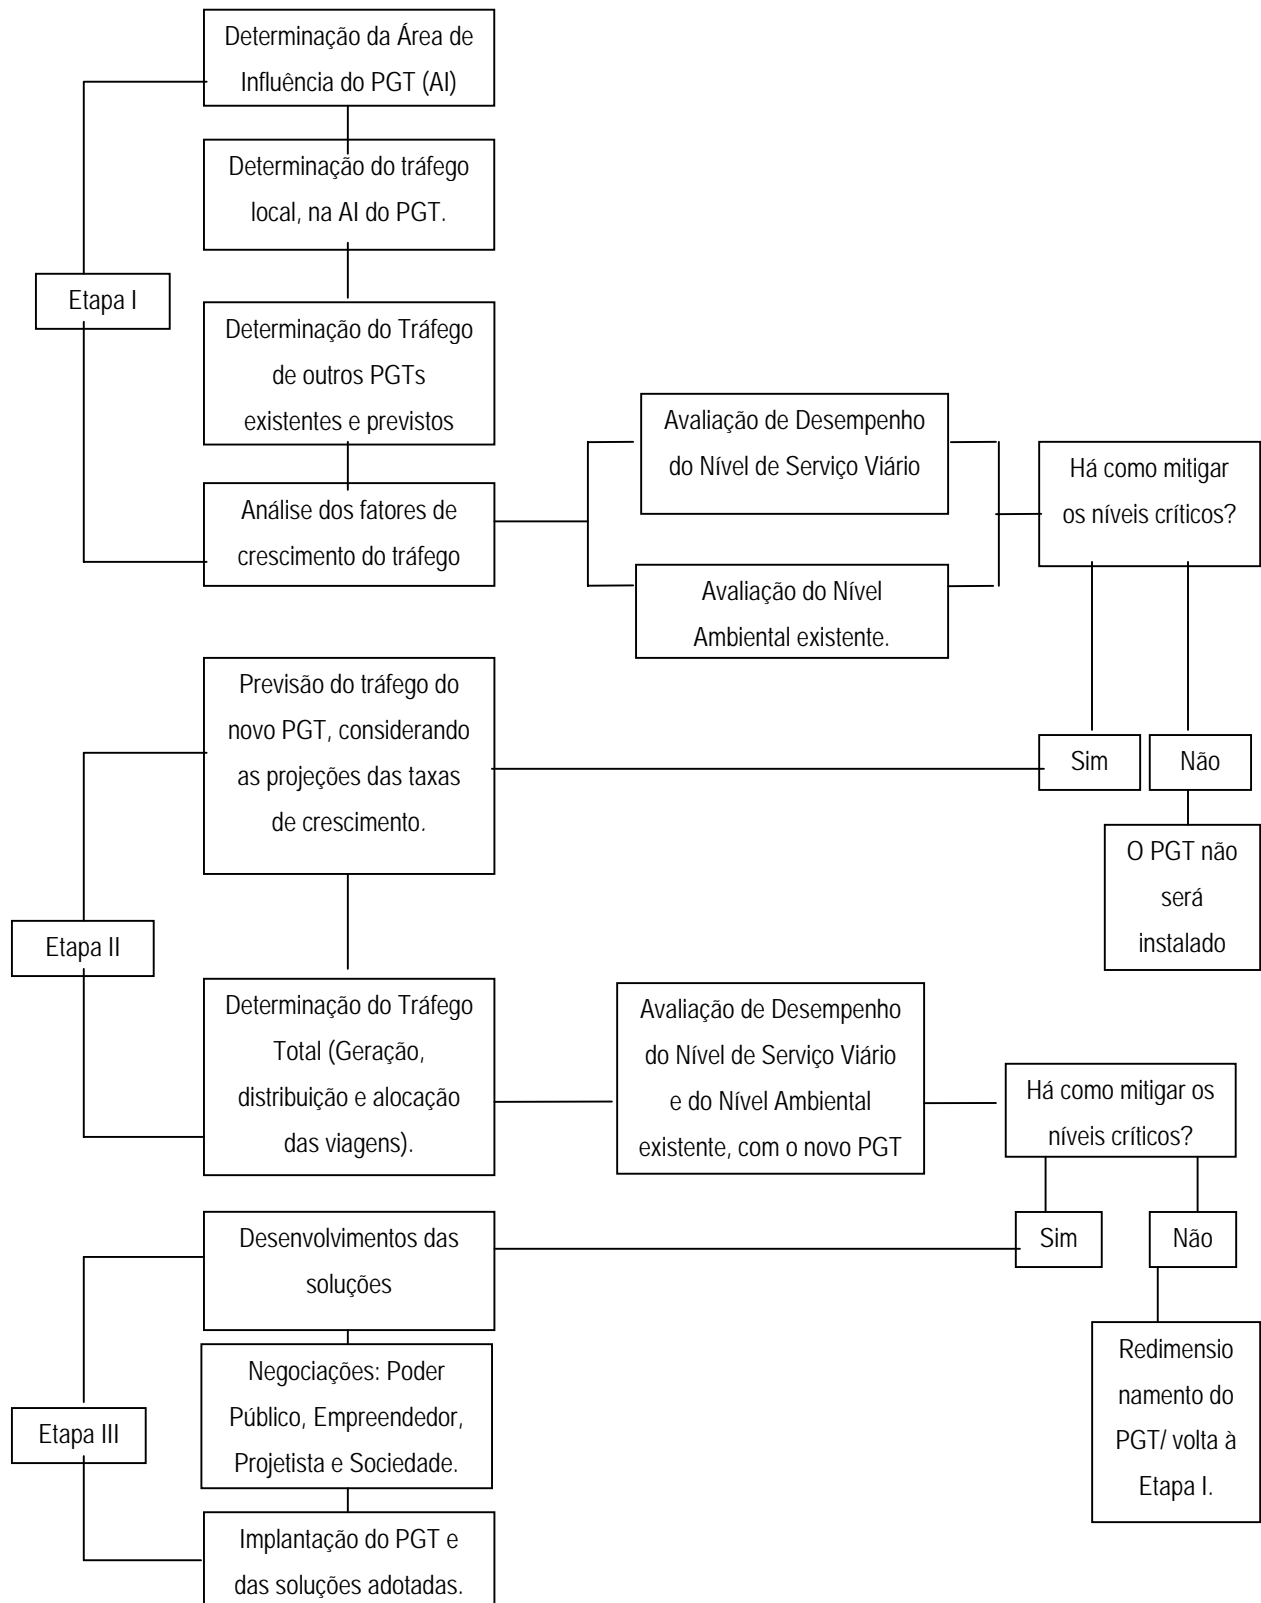 Determinação da Área de
Influência do PGT (AI)
Determinação do tráfego
local, na AI do PGT.
Etapa I
Determinação do Tráfego
de outros PGTs
existentes e previstos
Análise dos fatores de
crescimento do tráfego
Avaliação de Desempenho
do Nível de Serviço Viário
Avaliação do Nível
Ambiental existente.
Há como mitigar
os níveis críticos?
Sim
Não
O PGT não
será
instalado
Previsão do tráfego do
novo PGT, considerando
as projeções das taxas
de crescimento.
Etapa II
Determinação do Tráfego
Total (Geração,
distribuição e alocação
das viagens).
Avaliação de Desempenho
do Nível de Serviço Viário
e do Nível Ambiental
existente, com o novo PGT
Há como mitigar os
níveis críticos?
Sim
Não
Redimensio
namento do
PGT/ volta à
Etapa I.
Desenvolvimentos das
soluções
Etapa III
Negociações: Poder
Público, Empreendedor,
Projetista e Sociedade.
Implantação do PGT e
das soluções adotadas.